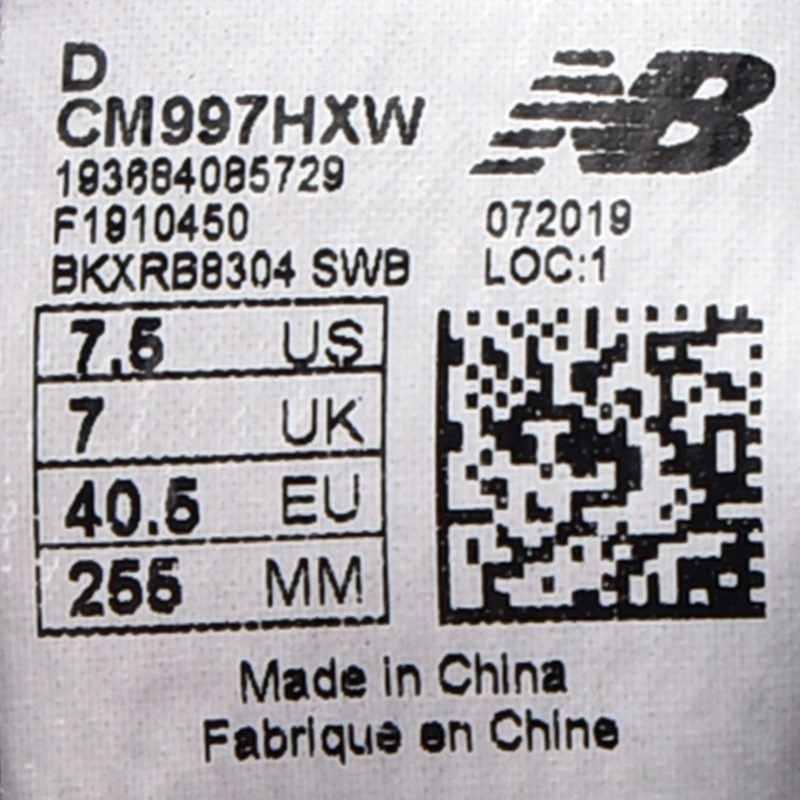 D
CM997HXW
NB
193684085729
F1910450
072019
BKXRB8304 SWB
LOC:1
7.5 US
7 UK
40.5 EU
255 MM
Made in China
Fabrique en Chine